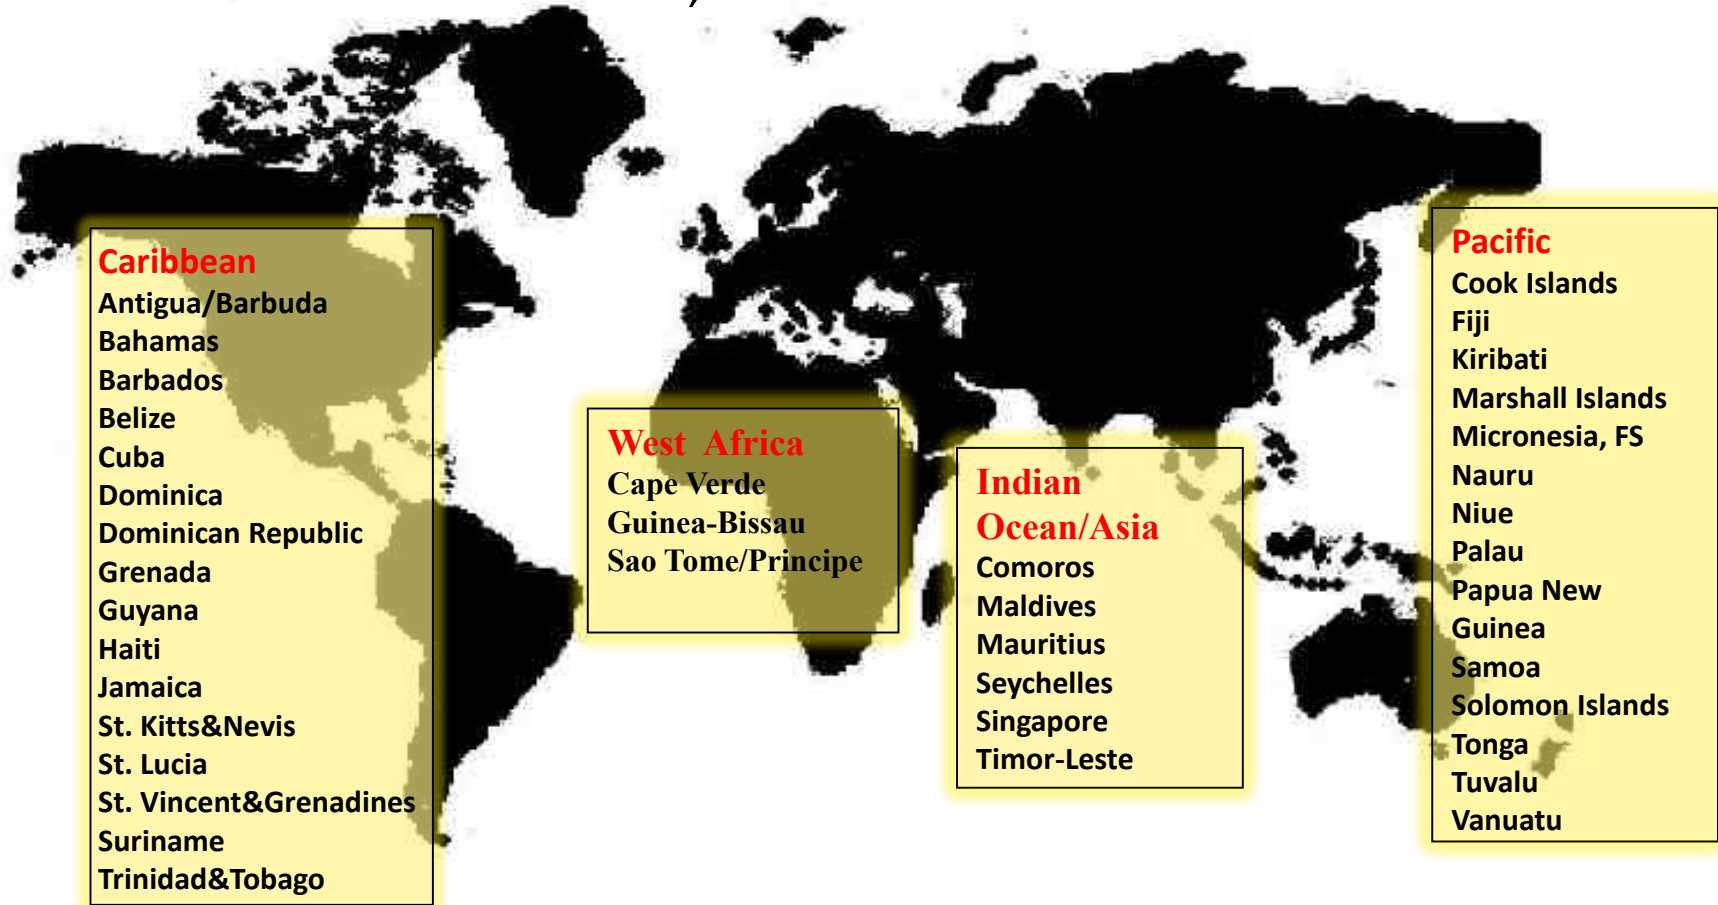 Caribbean
Antigua/Barbuda
Bahamas
Barbados
Belize
Cuba
Dominica
Dominican Republic
Grenada
Guyana
Haiti
Jamaica
St. Kitts&Nevis
St. Lucia
St. Vincent&Grenadines
Suriname
Trinidad&Tobago
West Africa
Cape Verde
Guinea-Bissau
Sao Tome/Principe
Indian
Ocean/Asia
Comoros
Maldives
Mauritius
Seychelles
Singapore
Timor-Leste
Pacific
Cook Islands
Fiji
Kiribati
Marshall Islands
Micronesia, FS
Nauru
Niue
Palau
Papua New
Guinea
Samoa
Solomon Islands
Tonga
Tuvalu
Vanuatu